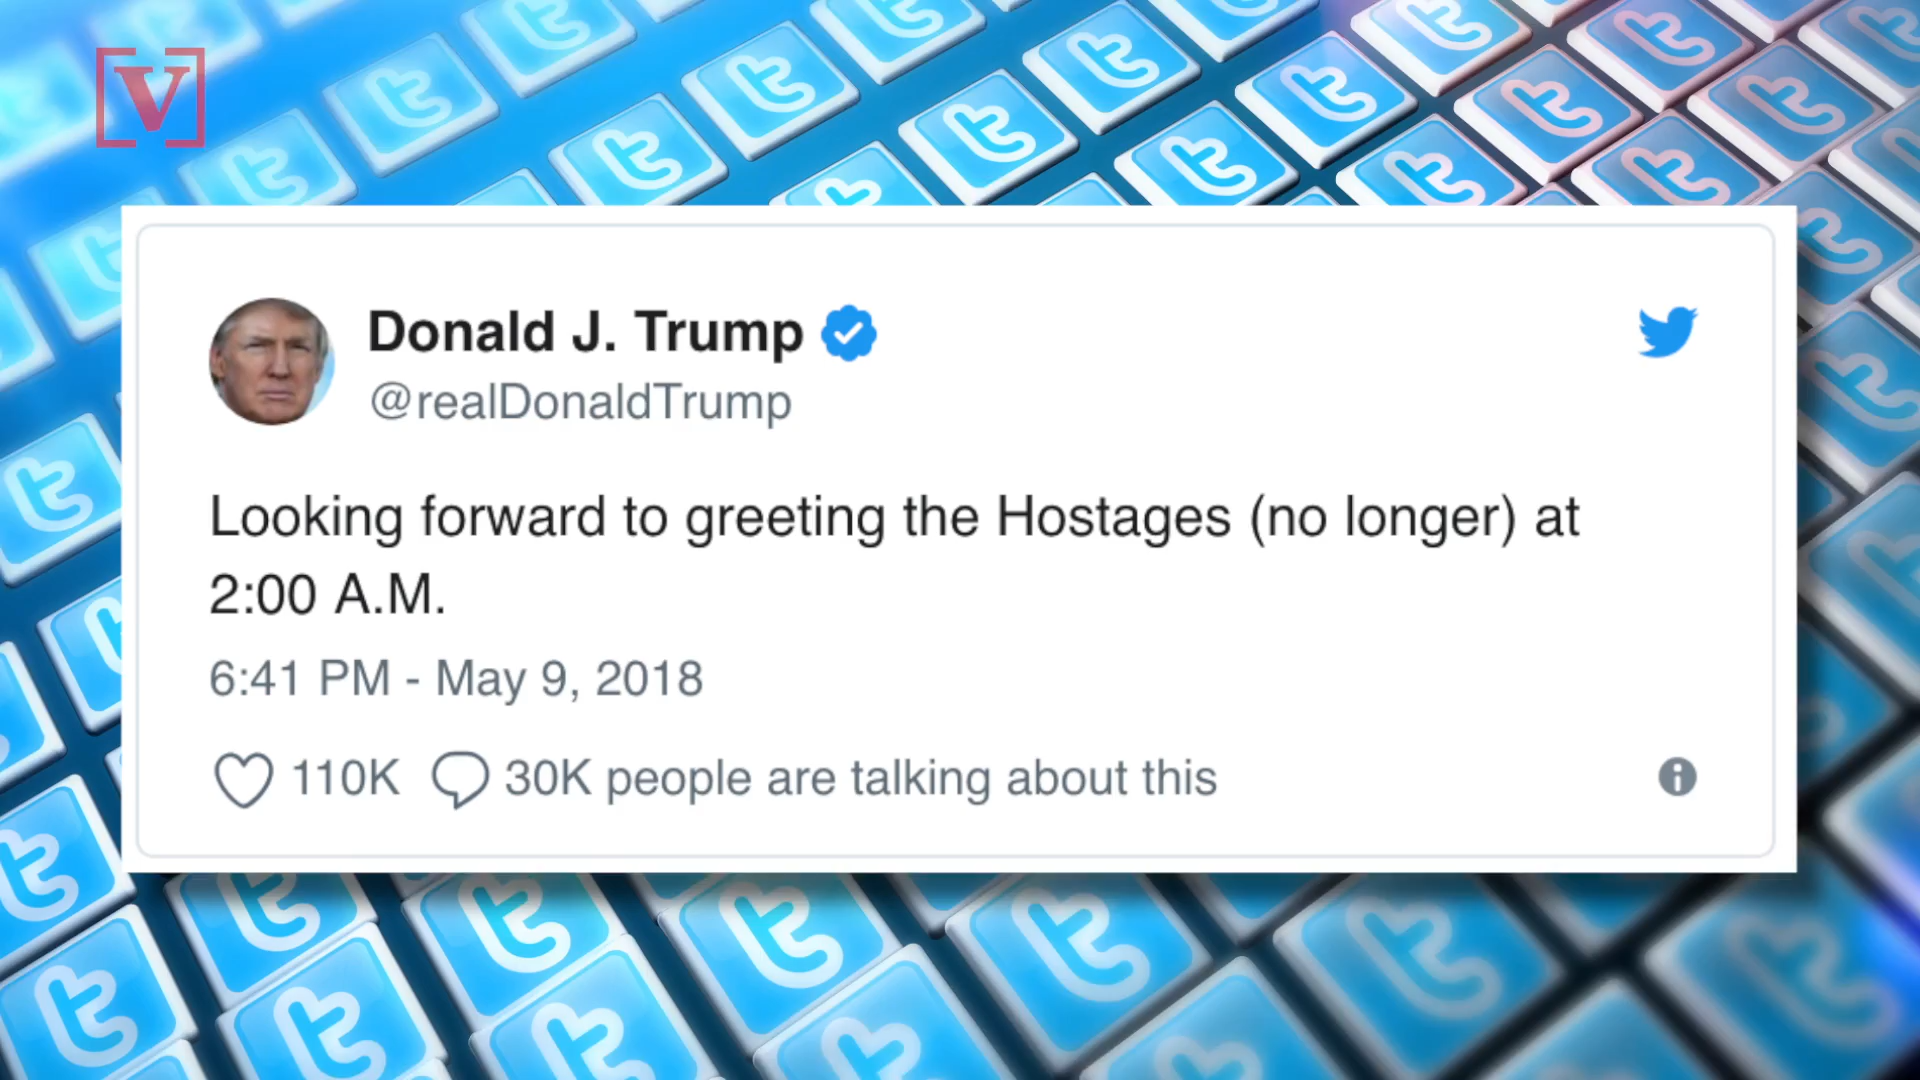 [V]
Donald J. Trump
@realDonaldTrump
Looking forward to greeting the Hostages (no longer) at
2:00 A.M.
6:41 PM - May 9, 2018
110K 30K people are talking about this